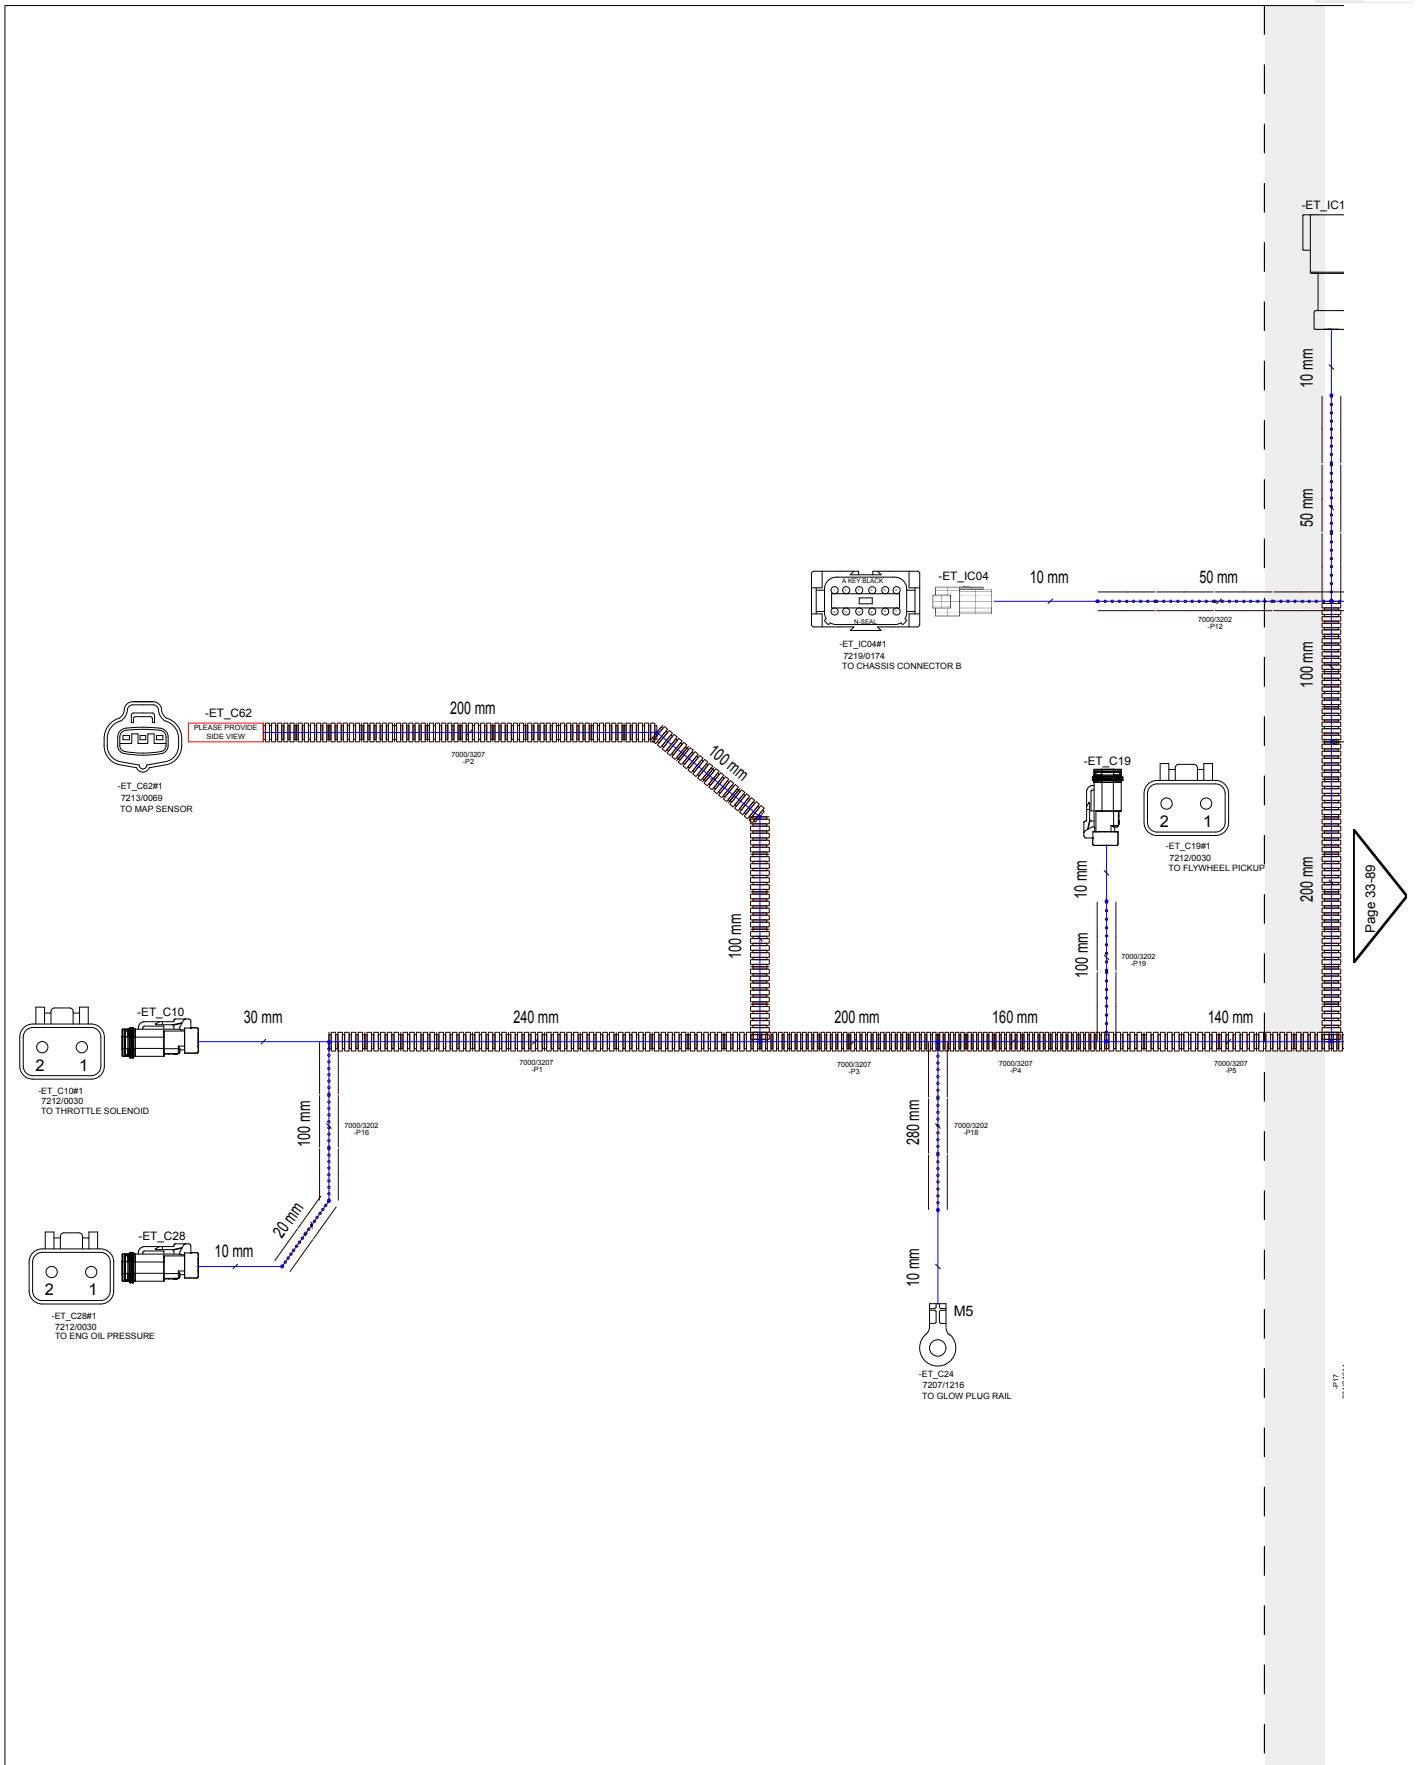 -ET_IC1
10 mm
50 mm
A KEY BLACK
N-SEAL
-ET_IC04
10 mm
50 mm
7000/3202
-P12
-ET_IC04#1
7219/0174
TO CHASSIS CONNECTOR B
100 mm
-ET_C62
PLEASE PROVIDE
SIDE VIEW
200 mm
7000/3207
-P2
100 mm
-ET_C62#1
7213/0069
TO MAP SENSOR
-ET_C19
2 1
-ET_C19#1
7212/0030
TO FLYWHEEL PICKUP
10 mm
200 mm
Page 33-89
100 mm
100 mm
7000/3202
-P19
-ET_C10
2 1
-ET_C10#1
7212/0030
TO THROTTLE SOLENOID
30 mm
240 mm
200 mm
160 mm
140 mm
7000/3207
-P1
7000/3207
-P3
7000/3207
-P4
7000/3207
-P5
100 mm
7000/3202
-P16
280 mm
7000/3202
-P18
20 mm
-ET_C28
2 1
10 mm
-ET_C28#1
7212/0030
TO ENG OIL PRESSURE
10 mm
M5
-ET_C24
7207/1216
TO GLOW PLUG RAIL
-P17